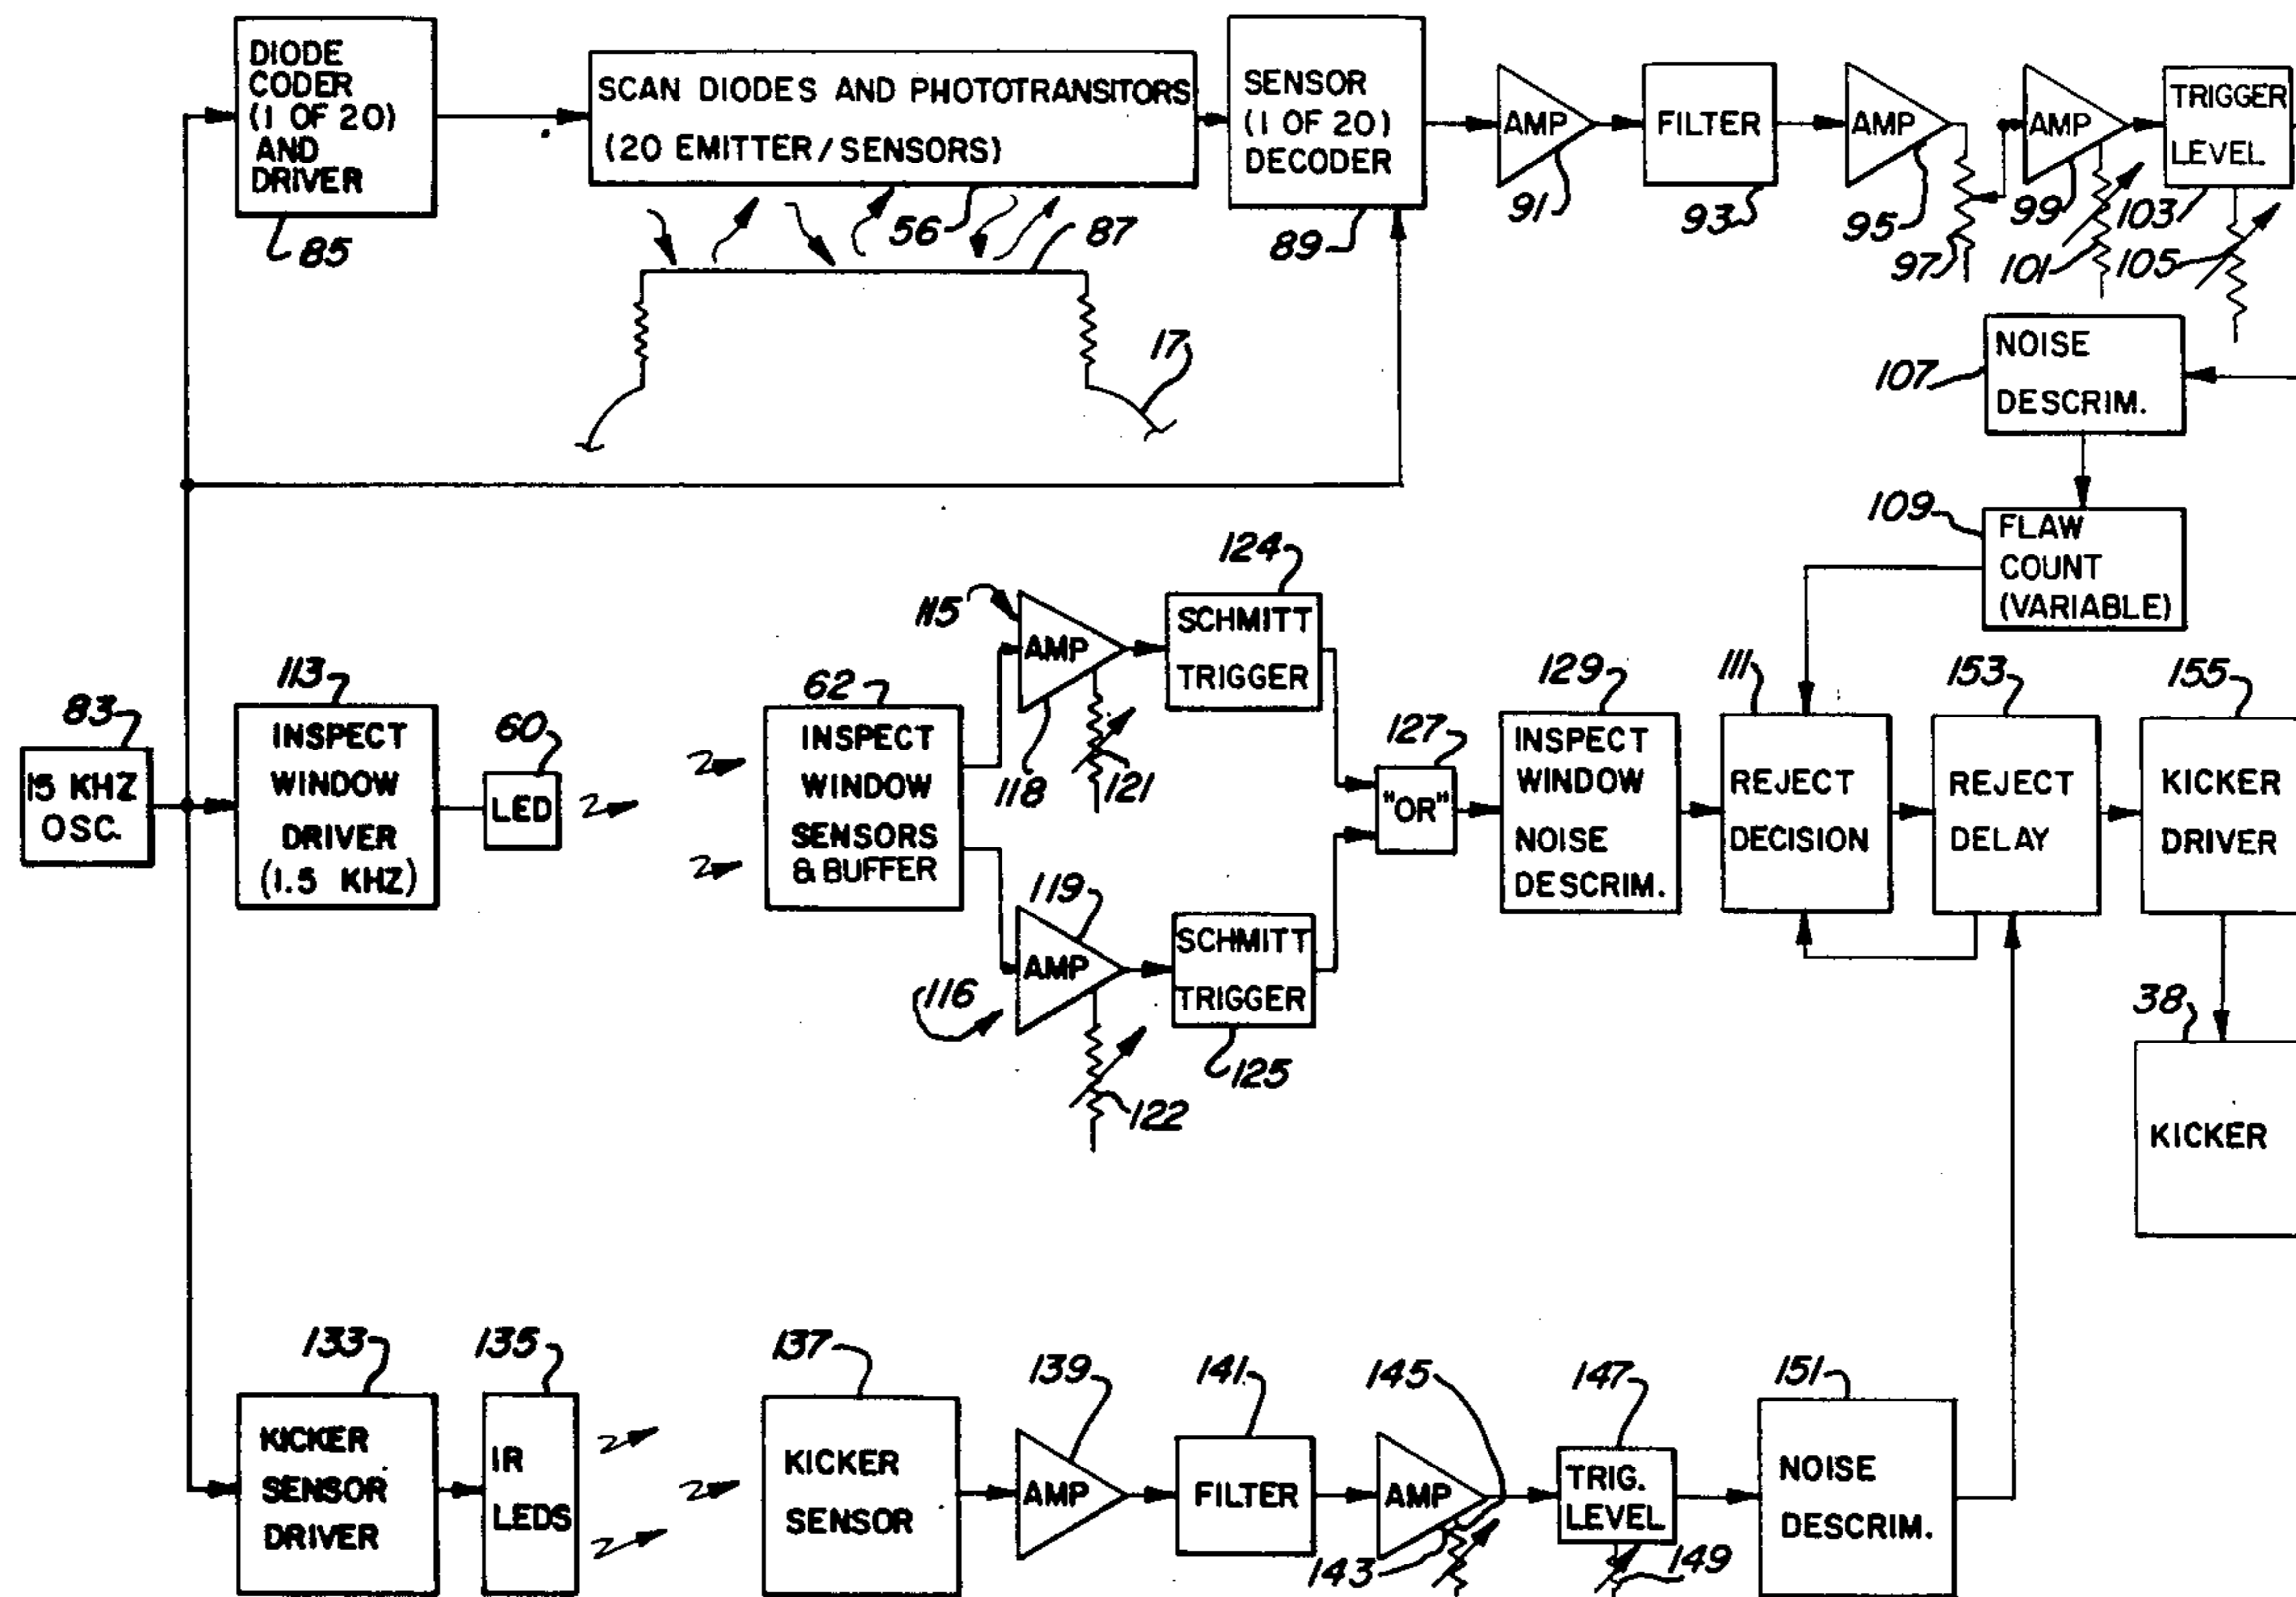 DIODE
CODER
(1 OF 20)
AND
DRIVER
85
SCAN DIODES AND PHOTOTRANSITORS
(20 EMITTER/SENSORS)
56
87
17
SENSOR
(1 OF 20)
DECODER
89
AMP
91
FILTER
93
AMP
95
97
AMP
99
101
TRIGGER
LEVEL
103
105
NOISE
DESCRIM.
107
109
FLAW
COUNT
(VARIABLE)
83
15 KHZ
OSC.
113
INSPECT
WINDOW
DRIVER
(1.5 KHZ)
60
LED
62
INSPECT
WINDOW
SENSORS
& BUFFER
115
AMP
118
121
124
SCHMITT
TRIGGER
119
AMP
116
122
SCHMITT
TRIGGER
125
127
"OR"
129
INSPECT
WINDOW
NOISE
DESCRIM.
111
REJECT
DECISION
153
REJECT
DELAY
155
KICKER
DRIVER
38
KICKER
133
KICKER
SENSOR
DRIVER
135
IR
LEDS
137
KICKER
SENSOR
139
AMP
141
FILTER
145
AMP
143
147
TRIG.
LEVEL
149
151
NOISE
DESCRIM.